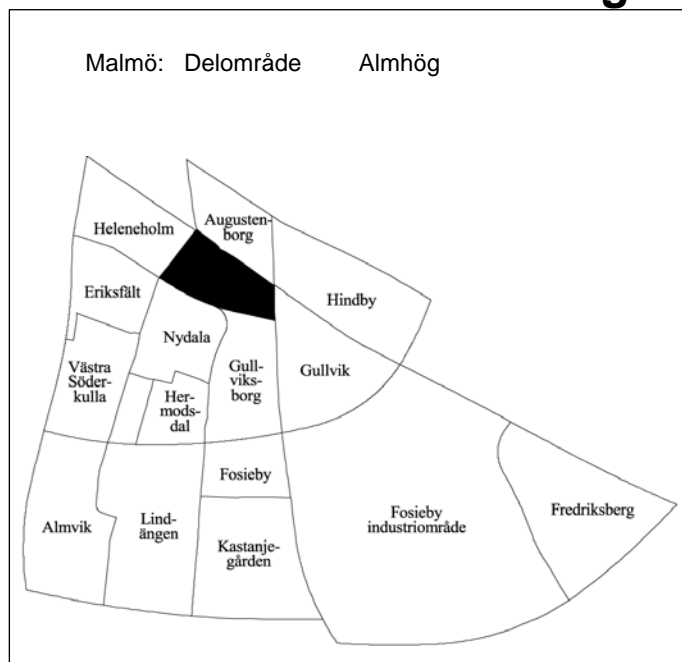 Malmö: Delområde Almhög
Augusten-
borg
Heleneholm
Eriksfält
Hindby
Nydala
Västra
Söder-
kulla
Gull-
viks-
borg
Gullvik
Her-
mods-
dal
Fosieby
Almvik
Lind-
ängen
Kastanje-
gården
Fosieby
industriområde
Fredriksberg